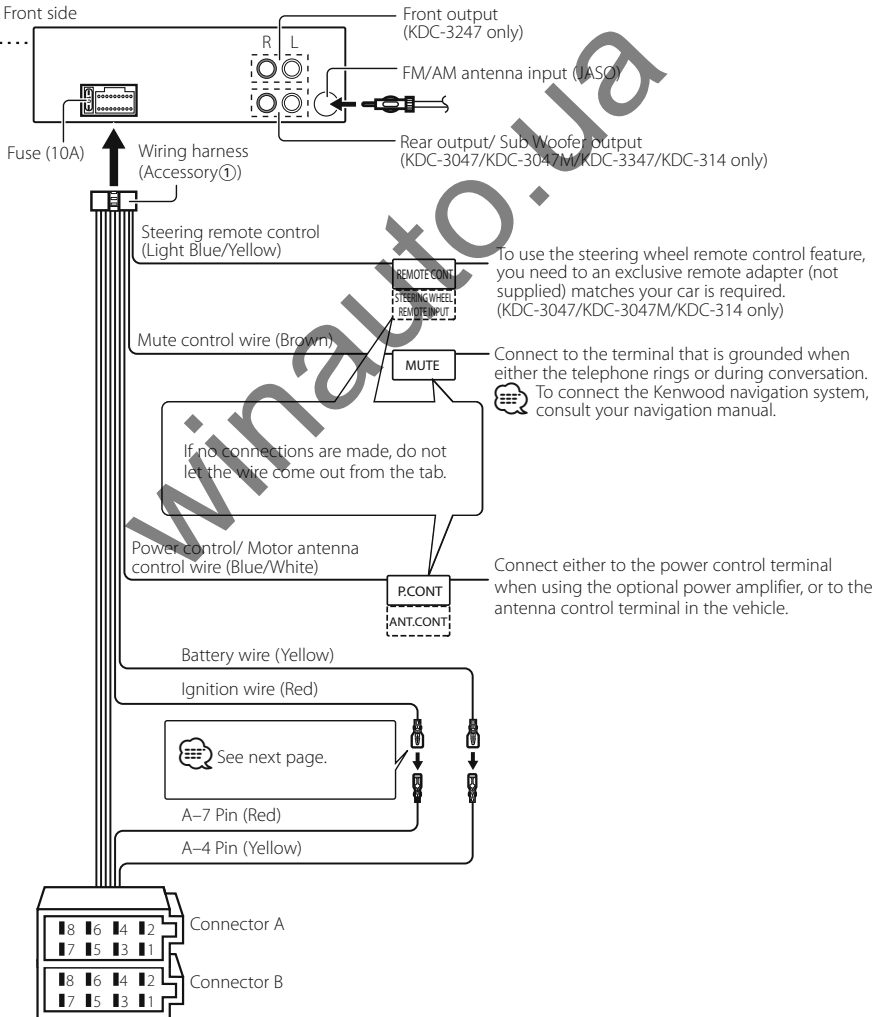 Front side
R L
Front output
(KDC-3247 only)
FM/AM antenna input (JASO)
Rear output/ Sub Woofer output
(KDC-3047/KDC-3047M/KDC-3347/KDC-314 only)
Fuse (10A)
Wiring harness
(Accessory①)
Steering remote control
(Light Blue/Yellow)
REMOTE CONT
STEERING WHEEL
REMOTE INPUT
To use the steering wheel remote control feature,
you need to an exclusive remote adapter (not
supplied) matches your car is required.
(KDC-3047/KDC-3047M/KDC-314 only)
Mute control wire (Brown)
MUTE
Connect to the terminal that is grounded when
either the telephone rings or during conversation.
To connect the Kenwood navigation system,
consult your navigation manual.
If no connections are made, do not
let the wire come out from the tab.
Power control/ Motor antenna
control wire (Blue/White)
P.CONT
ANT.CONT
Connect either to the power control terminal
when using the optional power amplifier, or to the
antenna control terminal in the vehicle.
Battery wire (Yellow)
Ignition wire (Red)
See next page.
A–7 Pin (Red)
A–4 Pin (Yellow)
8 6 4 2
7 5 3 1
Connector A
8 6 4 2
7 5 3 1
Connector B
winauto.ua